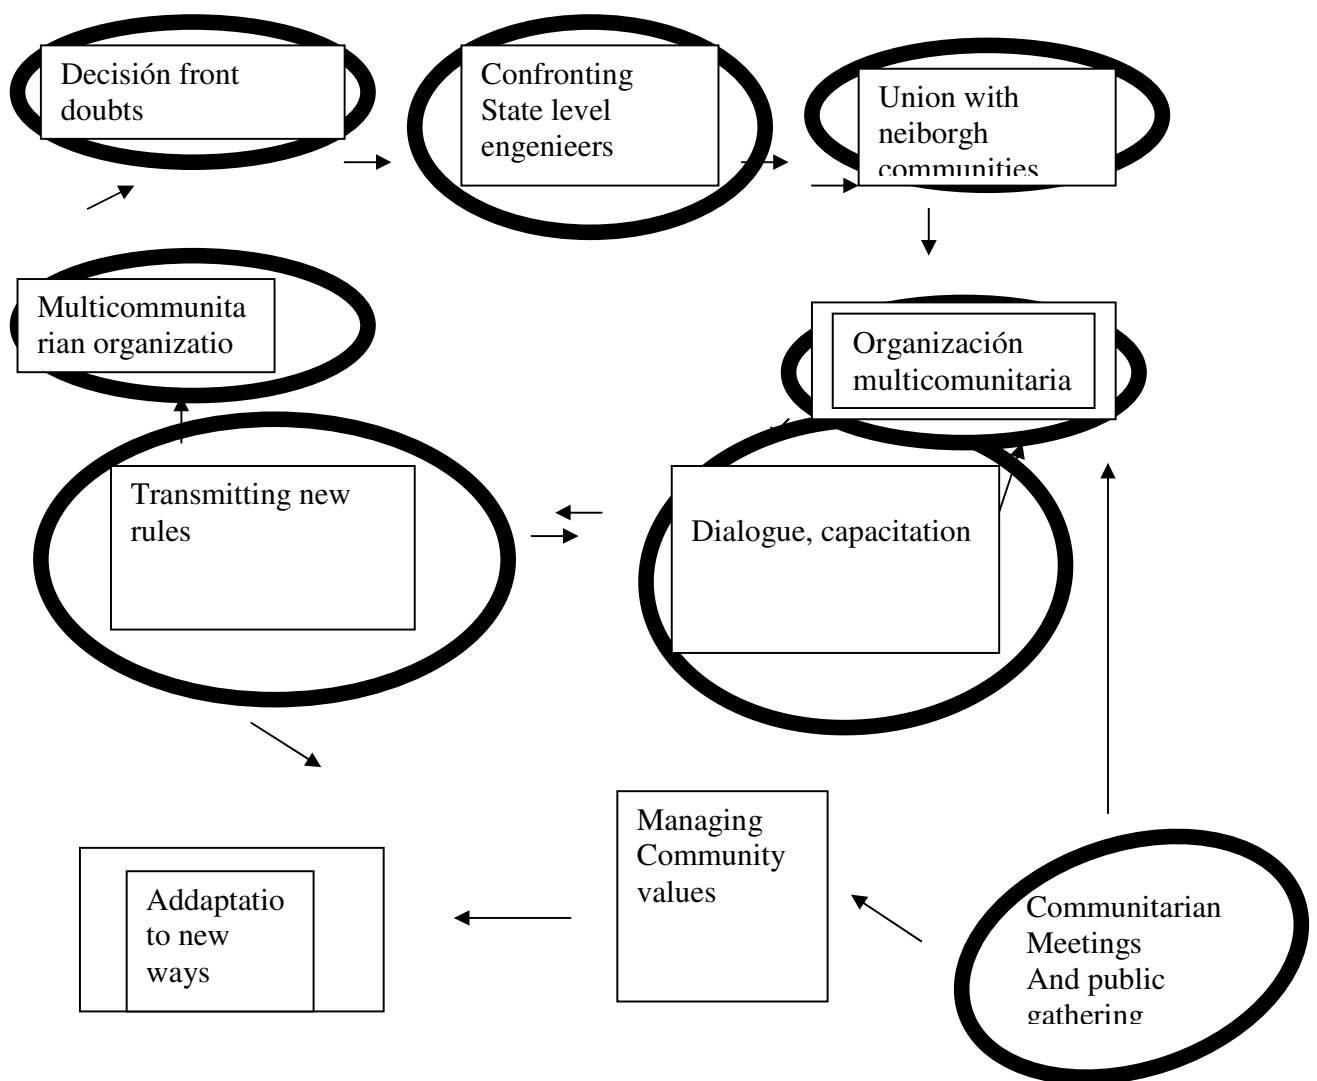 Decisión front
doubts
Confronting
State level
engenieers
Union with
neiborgh
communities
Multicommunita
rian organizatio
Organización
multicomunitaria
Transmitting new
rules
Dialogue, capacitation
Managing
Community
values
Addaptatio
to new
ways
Communitarian
Meetings
And public
gathering